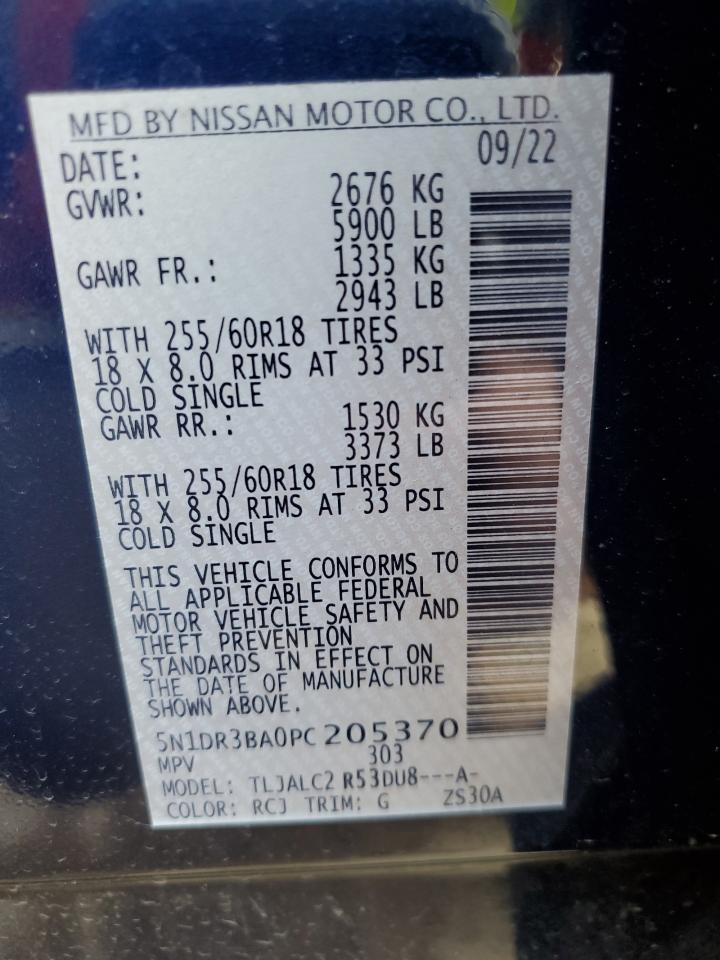 MFD BY NISSAN MOTOR CO., LTD.
DATE: 09/22
GVWR: 2676 KG
5900 LB
GAWR FR.: 1335 KG
2943 LB
WITH 255/60R18 TIRES
18 X 8.0 RIMS AT 33 PSI
COLD SINGLE
GAWR RR.: 1530 KG
3373 LB
WITH 255/60R18 TIRES
18 X 8.0 RIMS AT 33 PSI
COLD SINGLE
THIS VEHICLE CONFORMS TO
ALL APPLICABLE FEDERAL
MOTOR VEHICLE SAFETY AND
THEFT PREVENTION
STANDARDS IN EFFECT ON
THE DATE OF MANUFACTURE
SHOWN ABOVE.
5N1DR3BA0PC205370
MPV 303
MODEL: TLJALC2 R53DU8---A-
COLOR: RCJ TRIM: G ZS30A